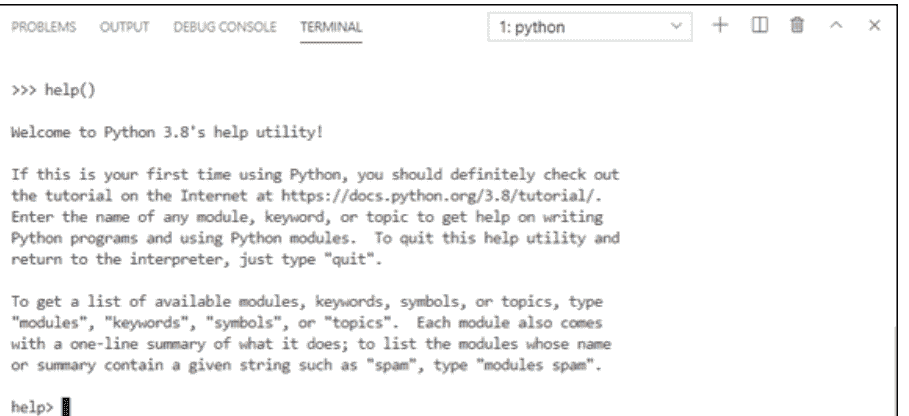 PROBLEMS OUTPUT DEBUG CONSOLE TERMINAL 1: python
>>> help()
Welcome to Python 3.8's help utility!
If this is your first time using Python, you should definitely check out
the tutorial on the Internet at https://docs.python.org/3.8/tutorial/.
Enter the name of any module, keyword, or topic to get help on writing
Python programs and using Python modules.  To quit this help utility and
return to the interpreter, just type "quit".
To get a list of available modules, keywords, symbols, or topics, type
"modules", "keywords", "symbols", or "topics".  Each module also comes
with a one-line summary of what it does; to list the modules whose name
or summary contain a given string such as "spam", type "modules spam".
help>